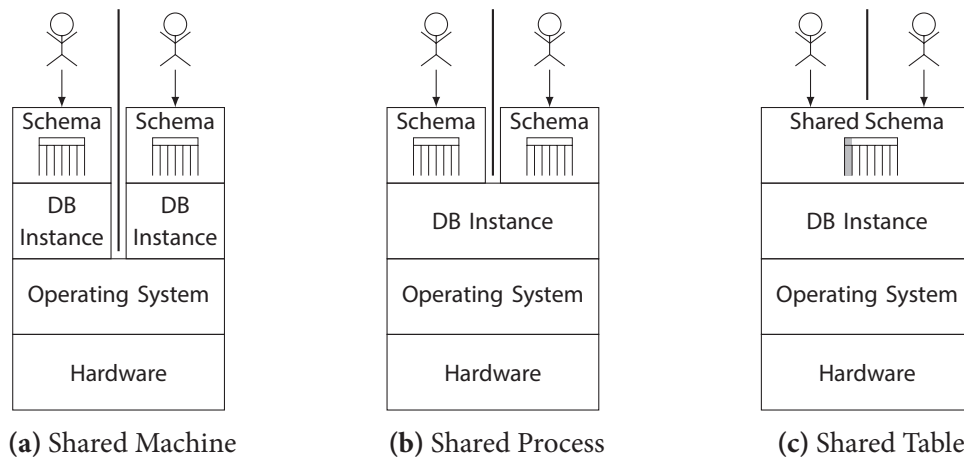 Schema
Schema
DB
Instance
DB
Instance
Operating System
Hardware
(a) Shared Machine
Schema
Schema
DB Instance
Operating System
Hardware
(b) Shared Process
Shared Schema
DB Instance
Operating System
Hardware
(c) Shared Table